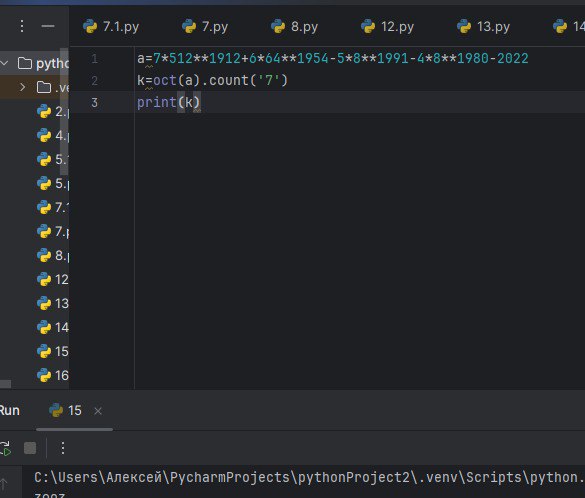 7.1.py
7.py
8.py
12.py
13.py
14
pytho
.ve
2.
4.
5.1
5.
7.1
7.
8.
12
13
14
15
16
1 a=7*512**1912+6*64**1954-5*8**1991-4*8**1980-2022
2 k=oct(a).count('7')
3 print(k)
Run
15
C:\Users\Алексей\PycharmProjects\pythonProject2\.venv\Scripts\python.